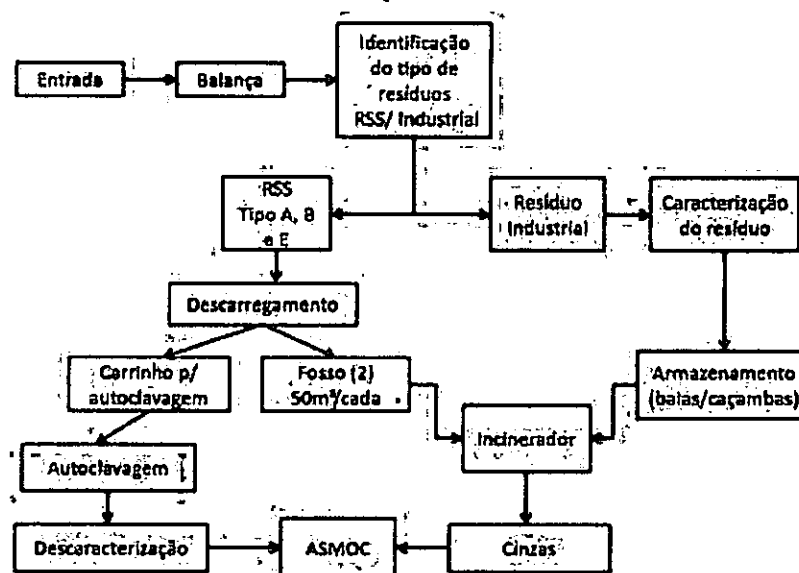 Entrada
Balança
Identificação
do tipo de
resíduos
RSS/ Industrial
RSS
Tipo A, B
e E
Resíduo
Industrial
Caracterização
do resíduo
Descarregamento
Carrinho p/
autoclavagem
Fosso (2)
50m³/cada
Armazenamento
(baias/caçambas)
Incinerador
Autoclavagem
Descaracterização
ASMOC
Cinzas